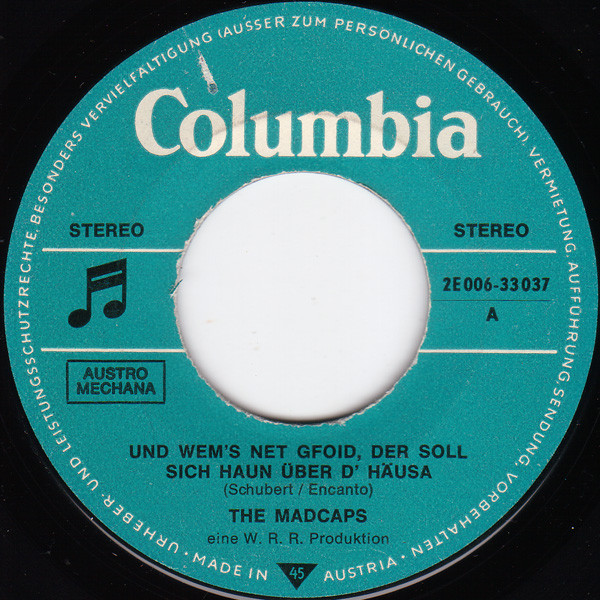 URHEBER- UND LEISTUNGSSCHUTZRECHTE, BESONDERS VERVIELFÄLTIGUNG (AUSSER ZUM PERSÖNLICHEN GEBRAUCH), VERMIETUNG, AUFFÜHRUNG, SENDUNG, VORBEHALTEN ·
Columbia
STEREO
STEREO
2E006-33037
A
AUSTRO
MECHANA
UND WEM'S NET GFOID, DER SOLL
SICH HAUN ÜBER D' HÄUSA
(Schubert / Encanto)
THE MADCAPS
eine W. R. R. Produktion
· MADE IN 45 AUSTRIA ·